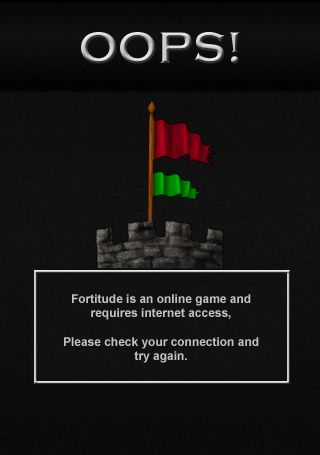 OOPS!
Fortitude is an online game and
requires internet access,
Please check your connection and
try again.